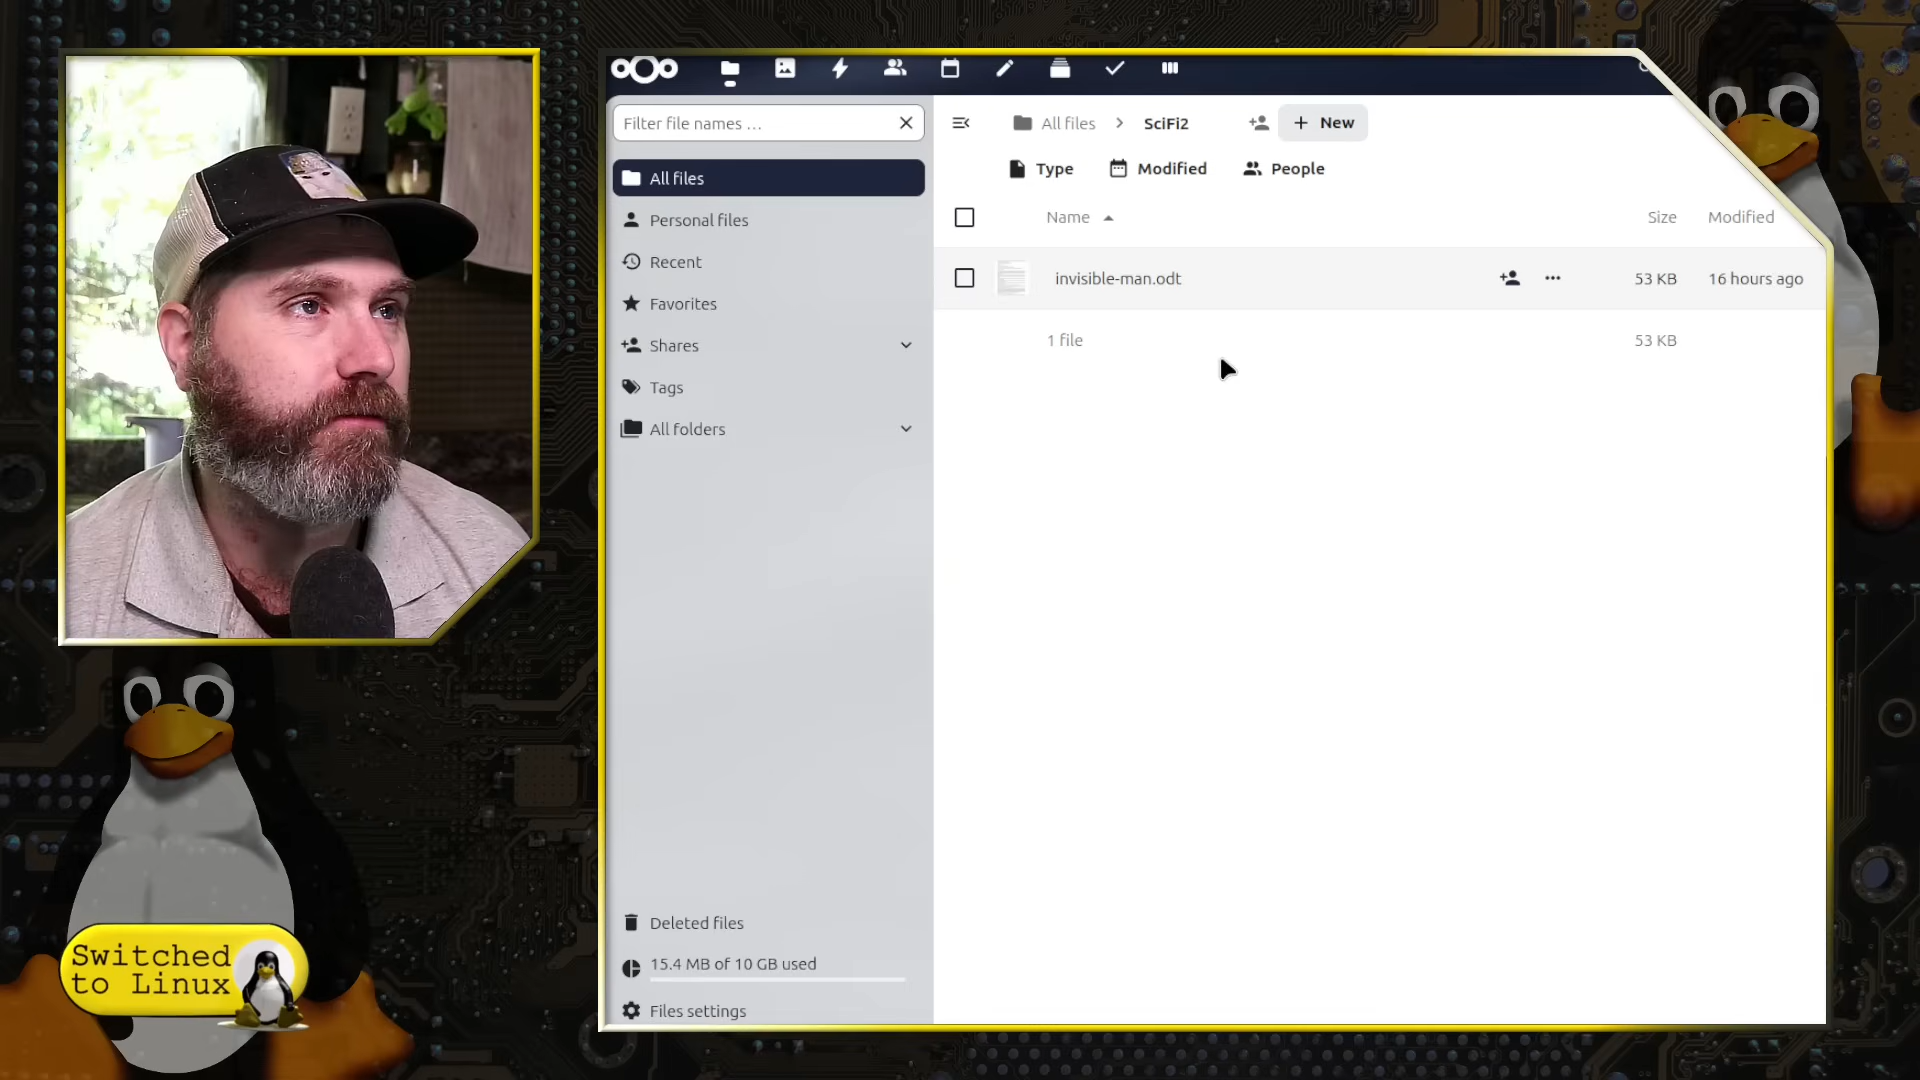 Filter file names …
All files
Personal files
Recent
Favorites
Shares
Tags
All folders
Deleted files
15.4 MB of 10 GB used
Files settings
All files
SciFi2
+ New
Type
Modified
People
Name
Size
Modified
invisible-man.odt
53 KB
16 hours ago
1 file
53 KB
Switched
to Linux